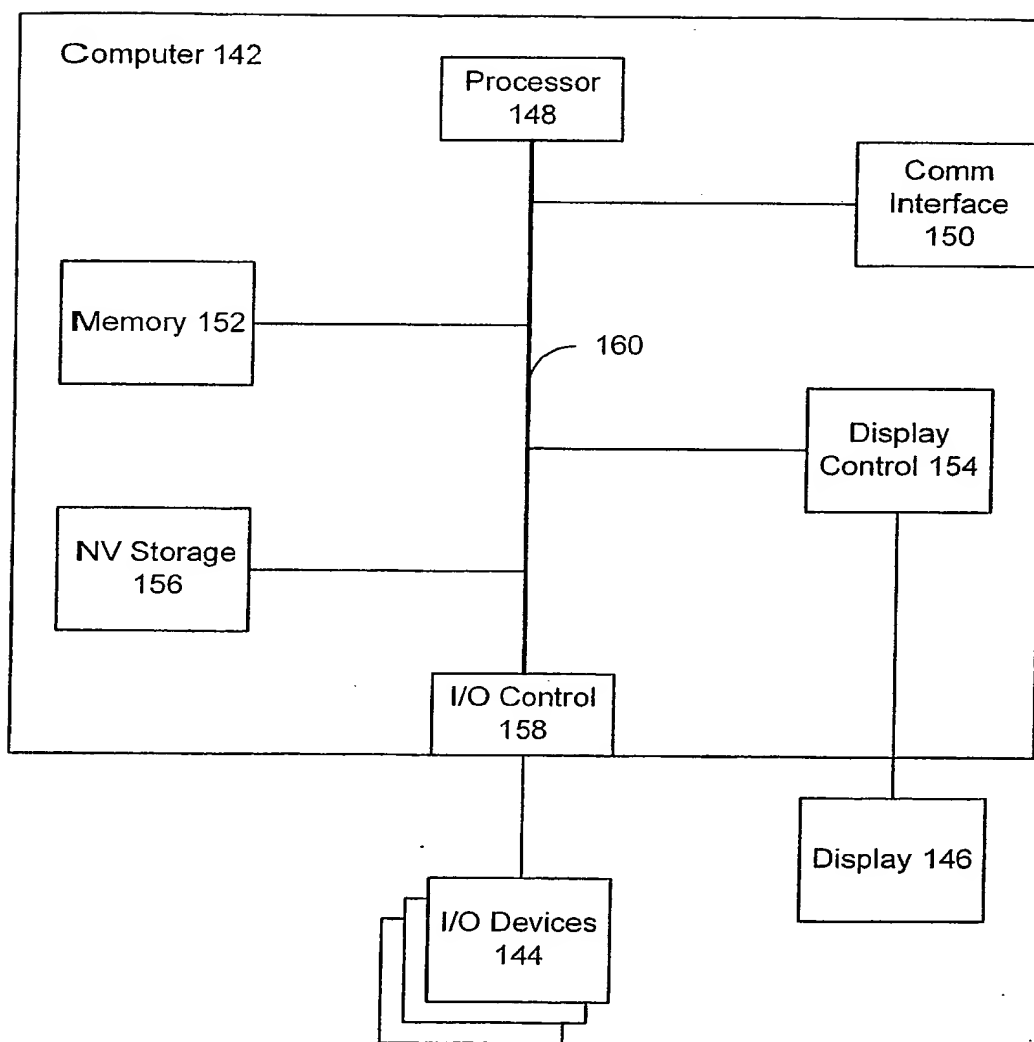 Computer 142
Processor
148
Comm
Interface
150
Memory 152
160
Display
Control 154
NV Storage
156
I/O Control
158
Display 146
I/O Devices
144